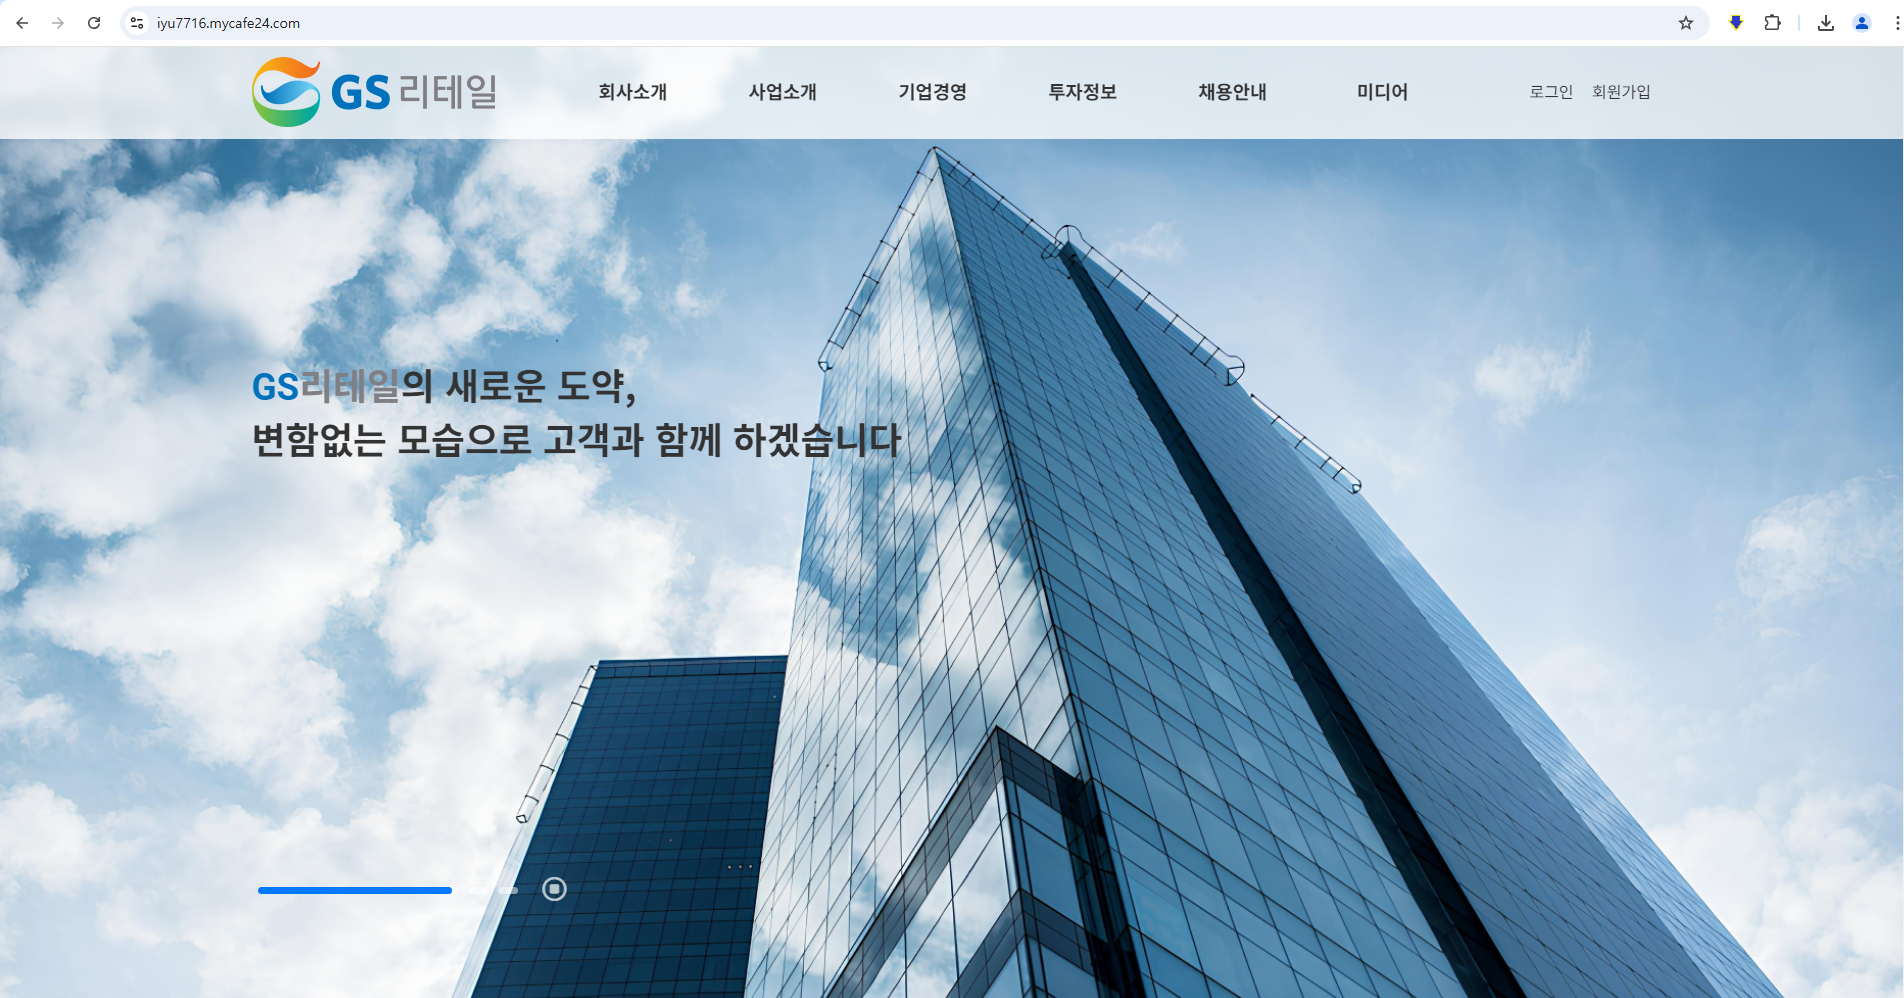 iyu7716.mycafe24.com
GS 리테일
회사소개 사업소개 기업경영 투자정보 채용안내 미디어 로그인 회원가입
GS리테일의 새로운 도약,
변함없는 모습으로 고객과 함께 하겠습니다